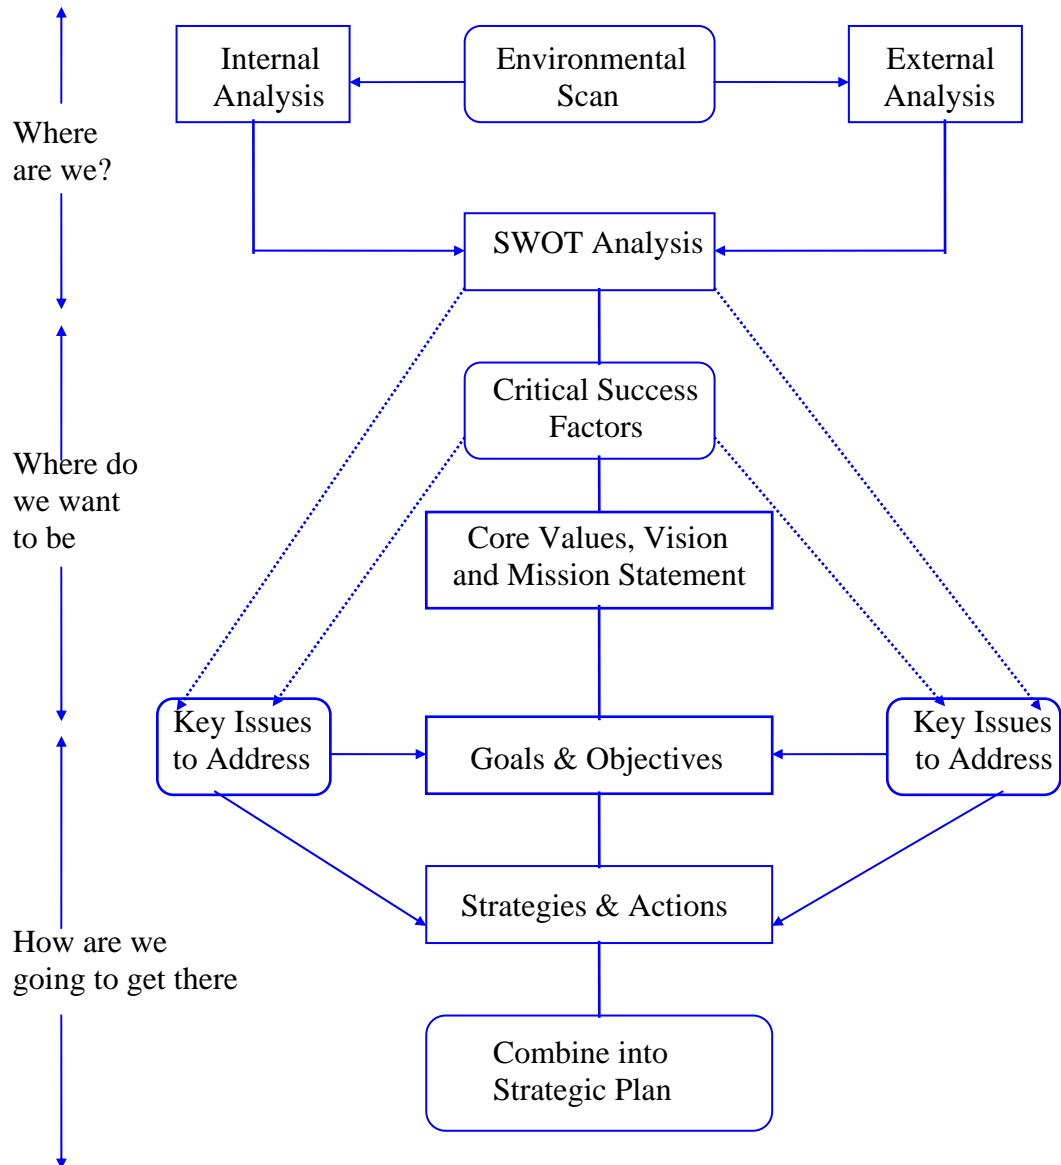 Internal
Analysis
Environmental
Scan
External
Analysis
Where
are we?
SWOT Analysis
Critical Success
Factors
Where do
we want
to be
Core Values, Vision
and Mission Statement
Key Issues
to Address
Goals & Objectives
Key Issues
to Address
Strategies & Actions
How are we
going to get there
Combine into
Strategic Plan